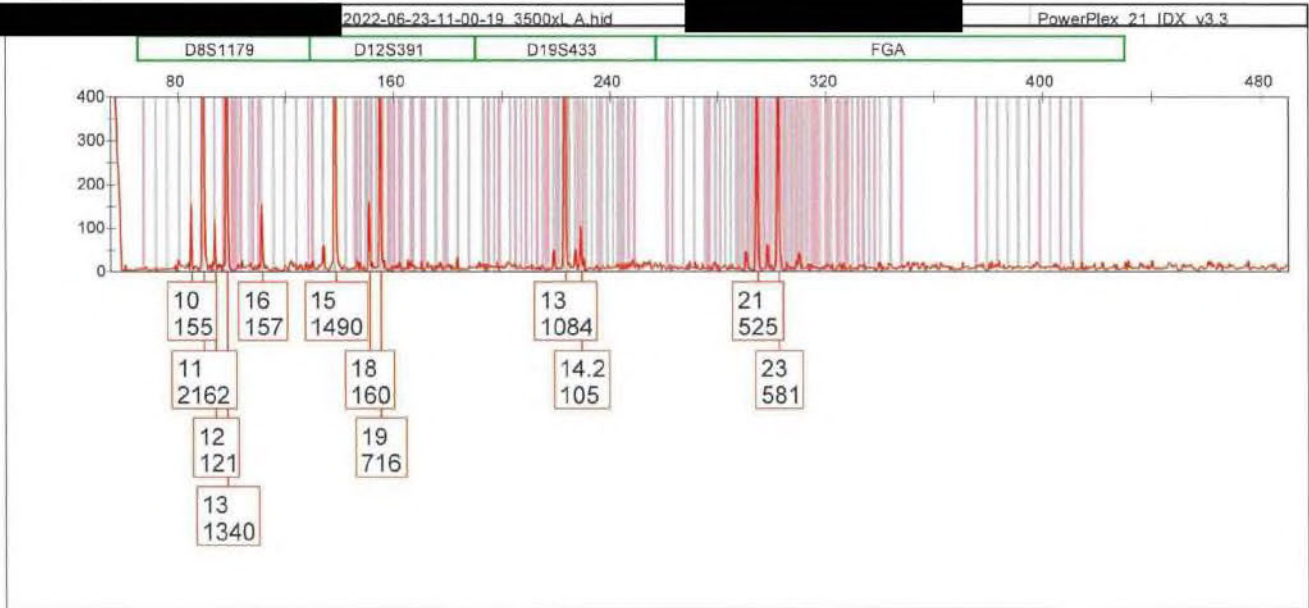 2022-06-23-11-00-19 3500xL A.hid PowerPlex_21_IDX_v3.3
D8S1179 D12S391 D19S433 FGA
80 160 240 320 400 480
400
300
200
100
0
10 16 15 13 21
155 157 1490 1084 525
11 18 14.2 23
2162 160 105 581
12 19
121 716
13
1340